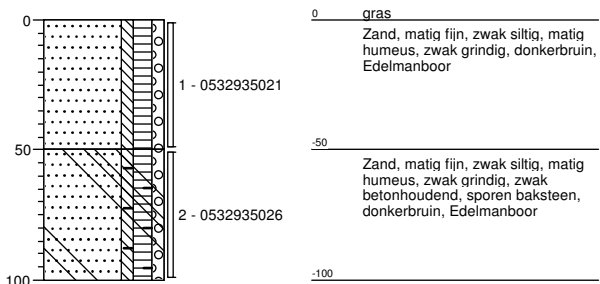 0
50
100
1 - 0532935021
2 - 0532935026
0
gras
Zand, matig fijn, zwak siltig, matig
humeus, zwak grindig, donkerbruin,
Edelmanboor
-50
Zand, matig fijn, zwak siltig, matig
humeus, zwak grindig, zwak
betonhoudend, sporen baksteen,
donkerbruin, Edelmanboor
-100